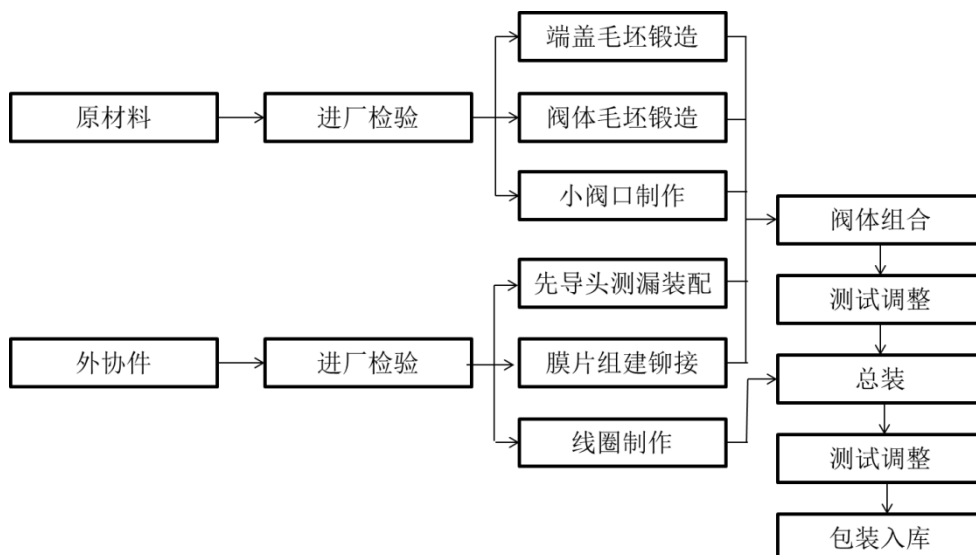 端盖毛坯锻造
原材料
进厂检验
阀体毛坯锻造
小阀口制作
阀体组合
先导头测漏装配
测试调整
外协件
进厂检验
膜片组建铆接
总装
线圈制作
测试调整
包装入库